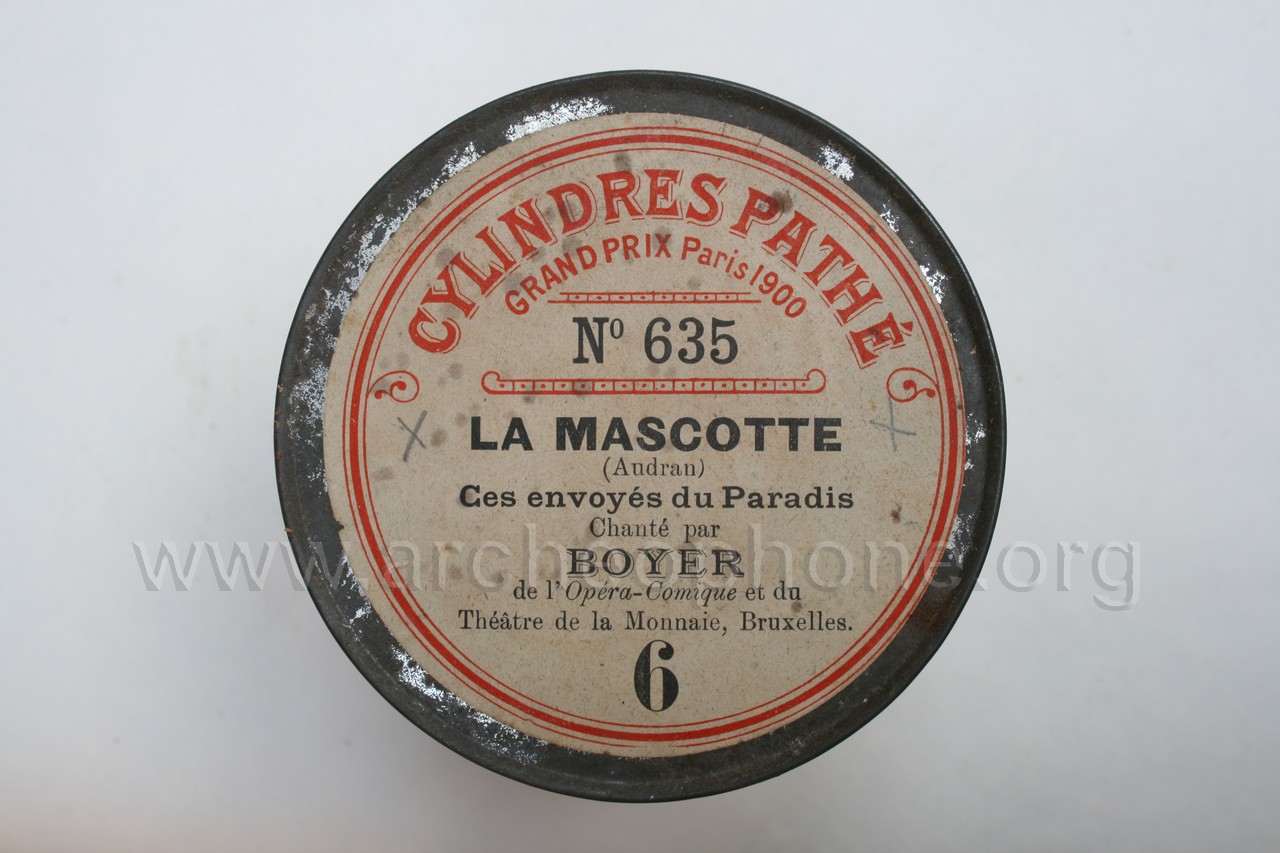 CYLINDRES PATHÉ
GRAND PRIX Paris 1900
Nº 635
LA MASCOTTE
(Audran)
Ces envoyés du Paradis
Chanté par
BOYER
de l'Opéra-Comique et du
Théâtre de la Monnaie, Bruxelles.
6
www.archeophone.org